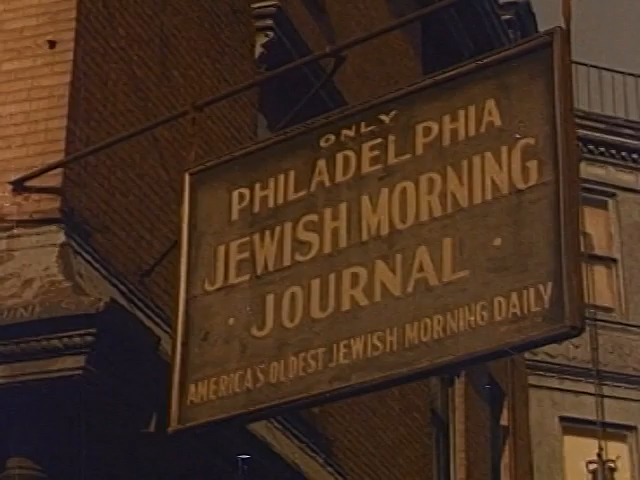 ONLY
PHILADELPHIA
JEWISH MORNING
· JOURNAL ·
AMERICA'S OLDEST JEWISH MORNING DAILY